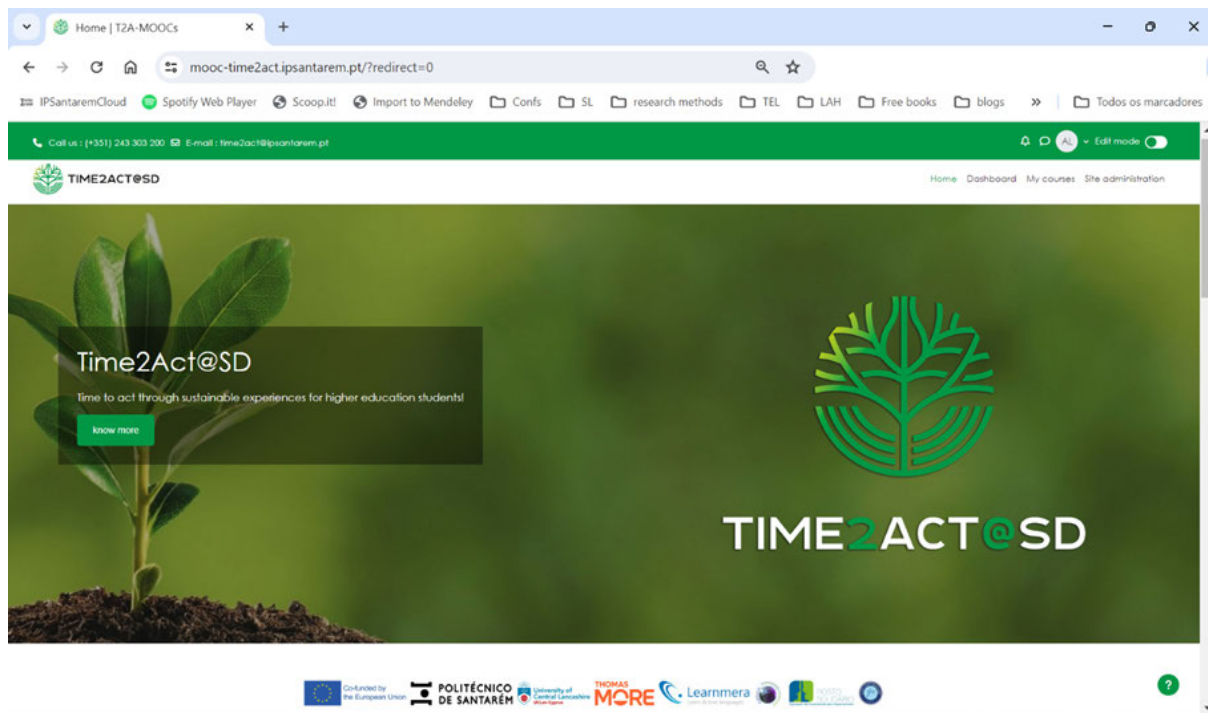 Home | T2A-MOOCs
mooc-time2act.ipsantarem.pt/?redirect=0
IPSantaremCloud Spotify Web Player Scoop.it! Import to Mendeley Confs SL research methods TEL LAH Free books blogs » Todos os marcadores
Call us : (+351) 243 303 200 E-mail : time2act@ipsantarem.pt AL Edit mode
TIME2ACT@SD Home Dashboard My courses Site administration
Time2Act@SD
Time to act through sustainable experiences for higher education students!
know more
TIME2ACT@SD
Co-funded by
the European Union
POLITÉCNICO
DE SANTARÉM
University of
Central Lancashire
THOMAS
MORE
Learnmera
?